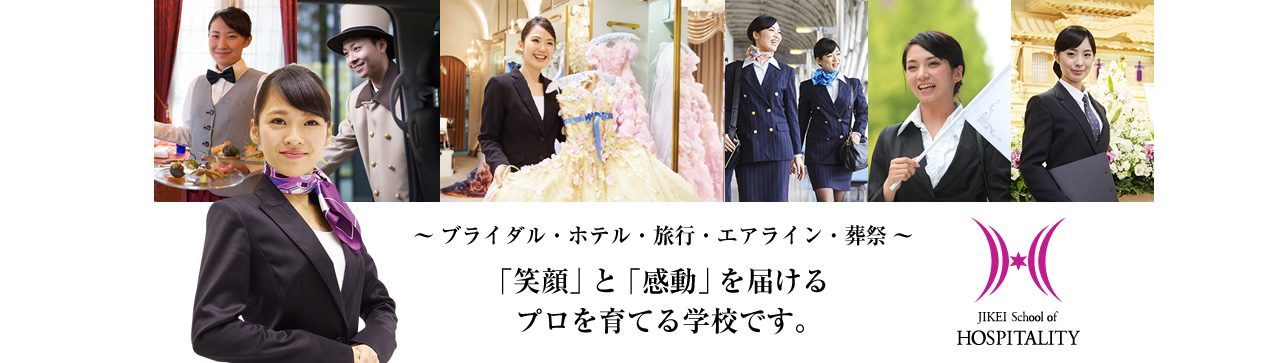 ～ ブライダル・ホテル・旅行・エアライン・葬祭 ～
「笑顔」と「感動」を届ける
プロを育てる学校です。
JIKEI School of
HOSPITALITY